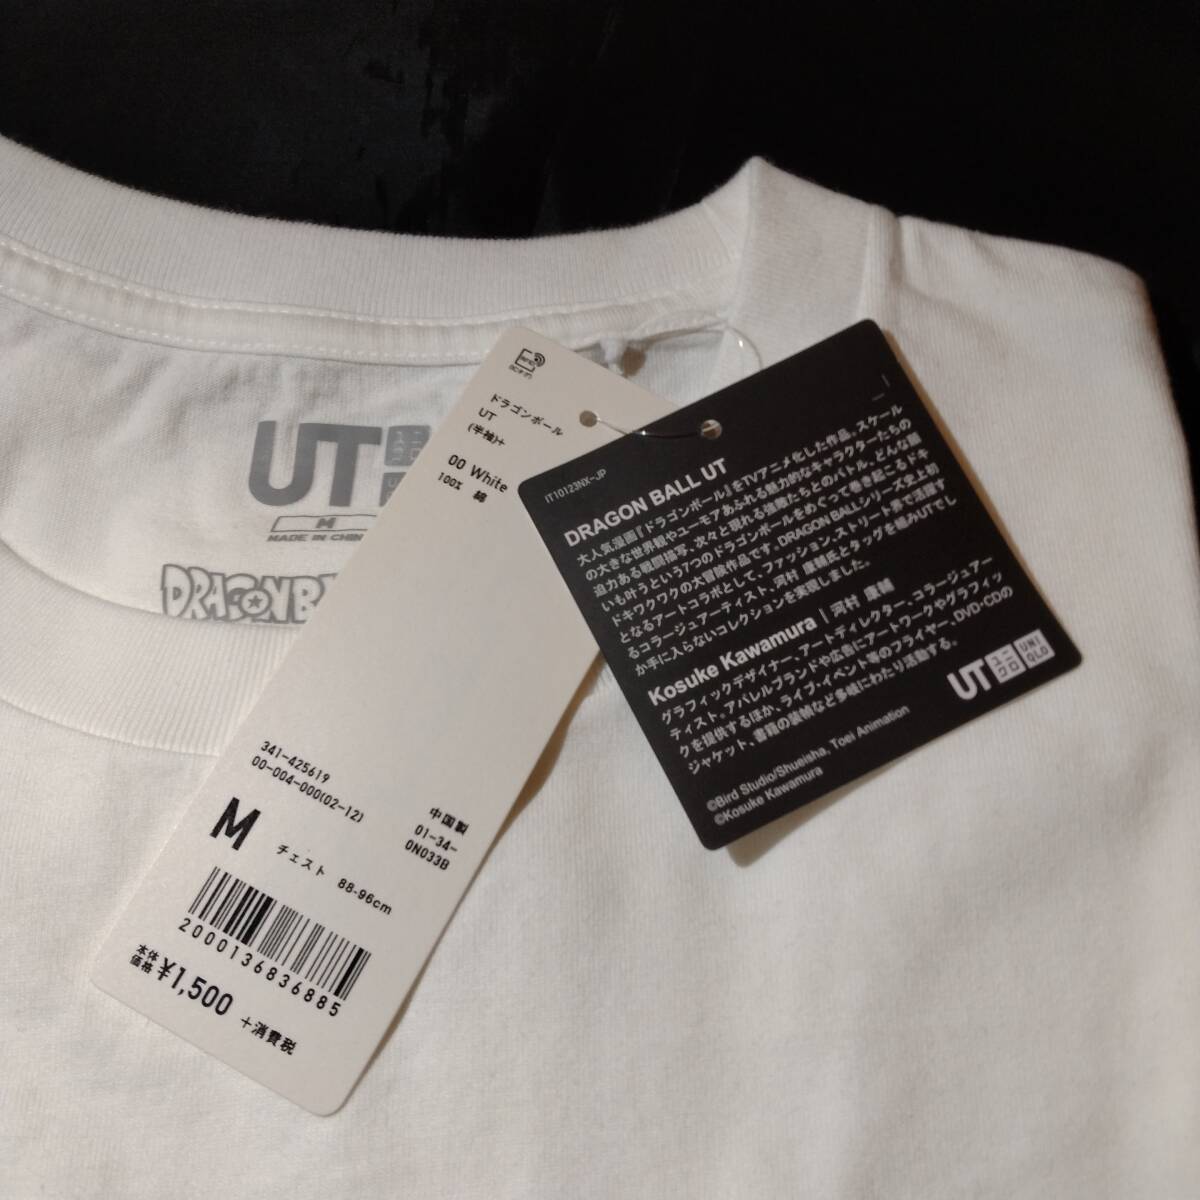 UT
ユニ
クロ
M
MADE IN CHIN
DRAGONB
ドラゴンボール
UT
(半袖)+
00 White
100% 綿
341-425619
00-004-000(02-12)
中国製
01-34-
0N033B
M
チェスト 88-96cm
2000136836885
本体
価格 ¥1,500 +消費税
IT10123NX-JP
DRAGON BALL UT
大人気漫画『ドラゴンボール』をTVアニメ化した作品。スケール
の大きな世界観やユーモアあふれる魅力的なキャラクターたちの
迫力ある戦闘描写、次々と現れる強敵たちとのバトル。どんな願
いも叶うという7つのドラゴンボールをめぐって巻き起こるドキ
ドキワクワクの大冒険作品です。DRAGON BALLシリーズ史上初
となるアートコラボとして、ファッション、ストリート界で活躍す
るコラージュアーティスト、河村 康輔氏とタッグを組みUTでし
か手に入らないコレクションを実現しました。
Kosuke Kawamura | 河村 康輔
グラフィックデザイナー、アートディレクター、コラージュアー
ティスト。アパレルブランドや広告にアートワークやグラフィッ
クを提供するほか、ライブ・イベント等のフライヤー、DVD・CDの
ジャケット、書籍の装幀など多岐にわたり活動する。
©Bird Studio/Shueisha, Toei Animation
©Kosuke Kawamura
UT
ユニ
クロ
UNI
QLO